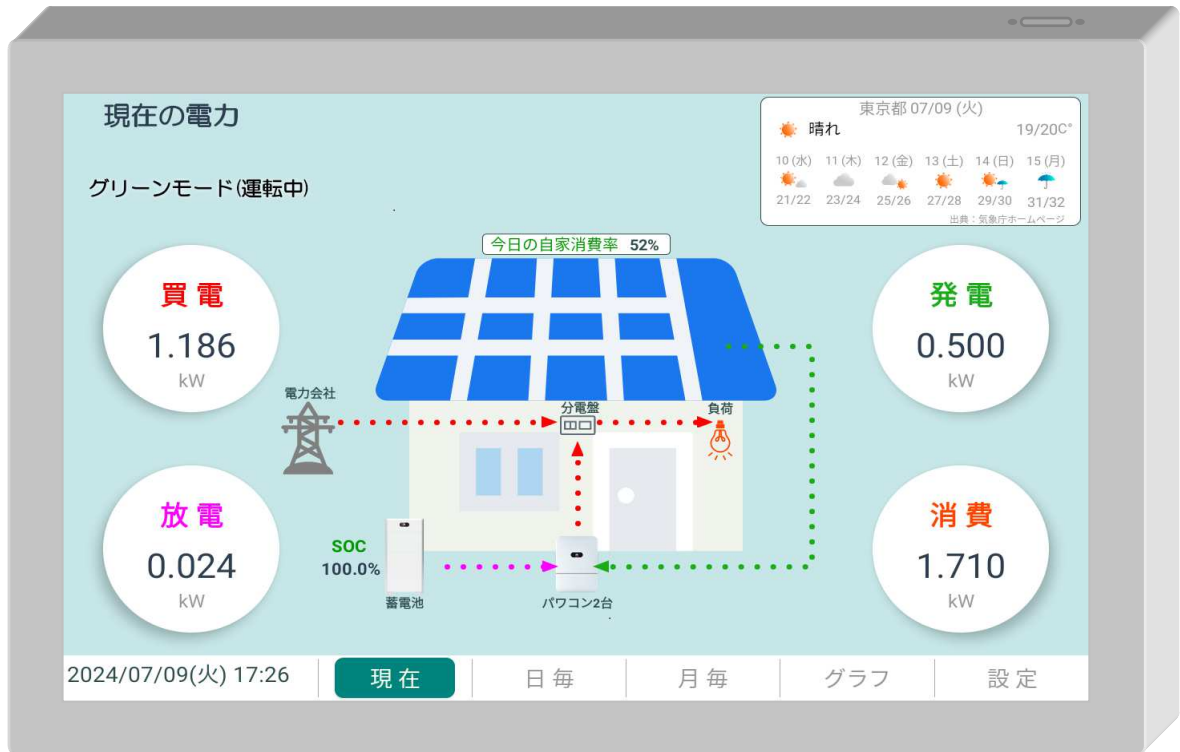 現在の電力
東京都 07/09 (火)
晴れ 19/20C°
グリーンモード(運転中)
10 (水) 11 (木) 12 (金) 13 (土) 14 (日) 15 (月)
21/22 23/24 25/26 27/28 29/30 31/32
出典：気象庁ホームページ
今日の自家消費率 52%
買電
1.186
kW
発電
0.500
kW
電力会社
分電盤
負荷
放電
0.024
kW
SOC
100.0%
蓄電池
パワコン2台
消費
1.710
kW
2024/07/09(火) 17:26
現在
日毎
月毎
グラフ
設定